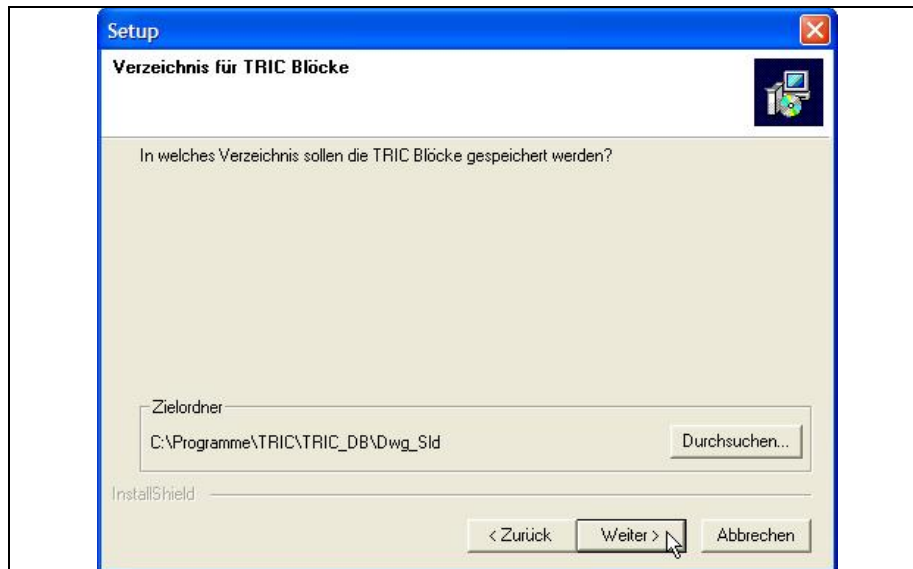 Setup
Verzeichnis für TRIC Blöcke
In welches Verzeichnis sollen die TRIC Blöcke gespeichert werden?
Zielordner
C:\Programme\TRIC\TRIC_DB\Dwg_Sld
Durchsuchen...
InstallShield
< Zurück
Weiter >
Abbrechen